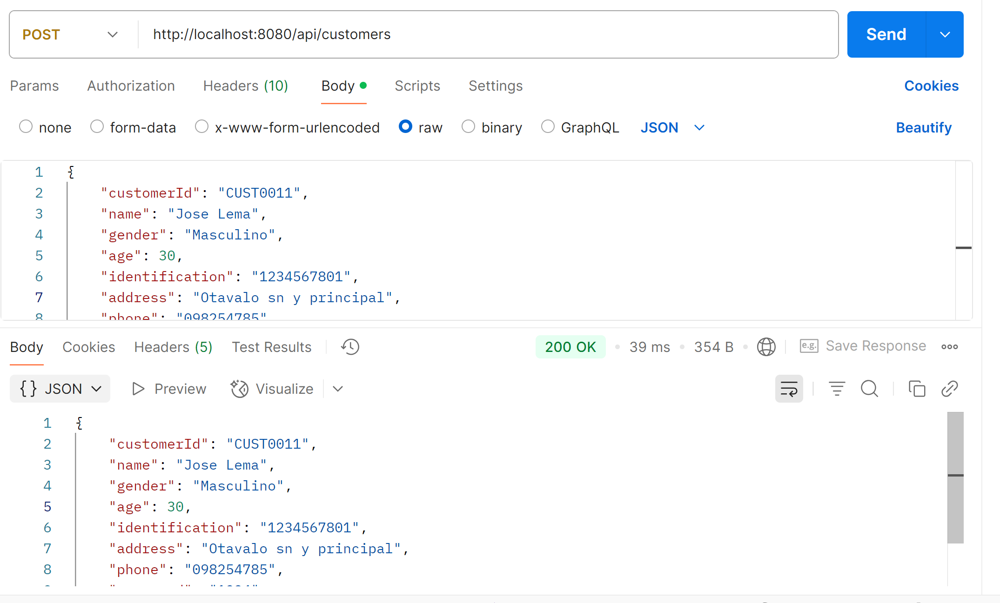 POST http://localhost:8080/api/customers Send
Params Authorization Headers (10) Body Scripts Settings Cookies
none form-data x-www-form-urlencoded raw binary GraphQL JSON Beautify
1 {
2 "customerId": "CUST0011",
3 "name": "Jose Lema",
4 "gender": "Masculino",
5 "age": 30,
6 "identification": "1234567801",
7 "address": "Otavalo sn y principal",
8 "phone": "098254785"
Body Cookies Headers (5) Test Results 200 OK 39 ms 354 B e.g. Save Response
{} JSON Preview Visualize
1 {
2 "customerId": "CUST0011",
3 "name": "Jose Lema",
4 "gender": "Masculino",
5 "age": 30,
6 "identification": "1234567801",
7 "address": "Otavalo sn y principal",
8 "phone": "098254785",